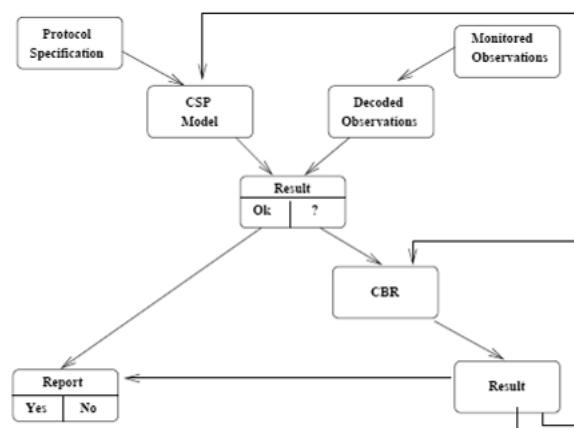 Protocol
Specification
Monitored
Observations
CSP
Model
Decoded
Observations
Result
Ok ?
CBR
Report
Yes No
Result